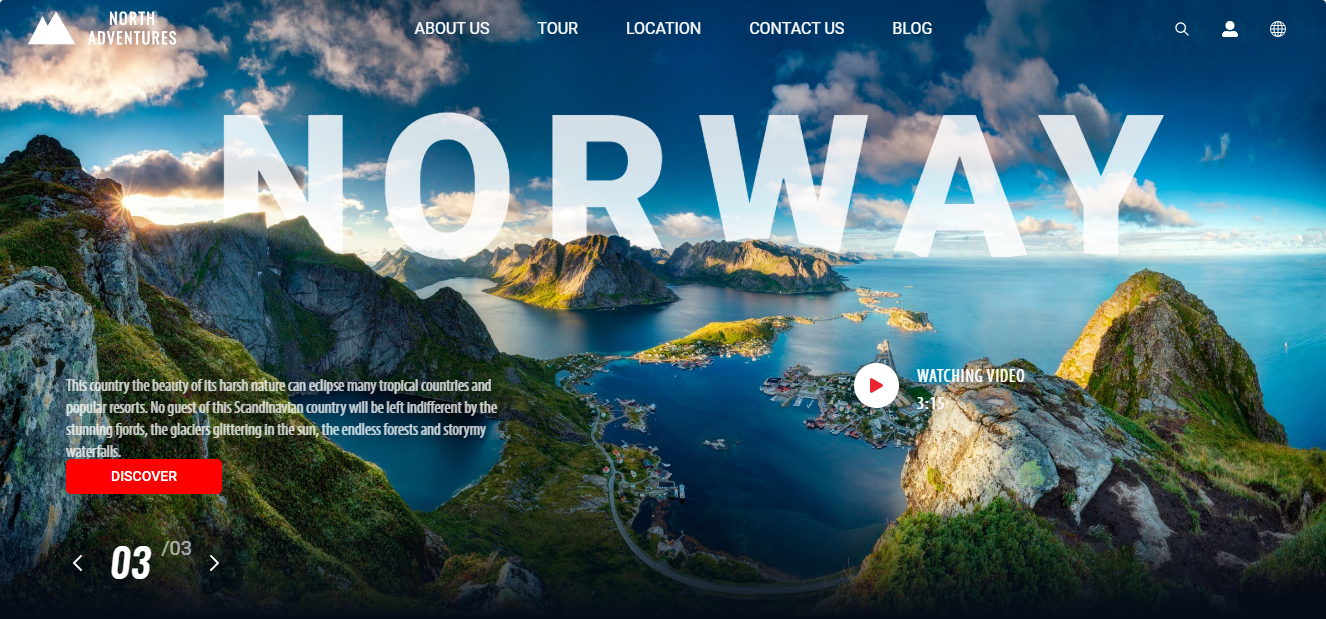 NORTH
ADVENTURES
ABOUT US
TOUR
LOCATION
CONTACT US
BLOG
NORWAY
This country the beauty of its harsh nature can eclipse many tropical countries and
popular resorts. No guest of this Scandinavian country will be left indifferent by the
stunning fjords, the glaciers glittering in the sun, the endless forests and storymy
waterfalls.
DISCOVER
WATCHING VIDEO
3:15
03
/03